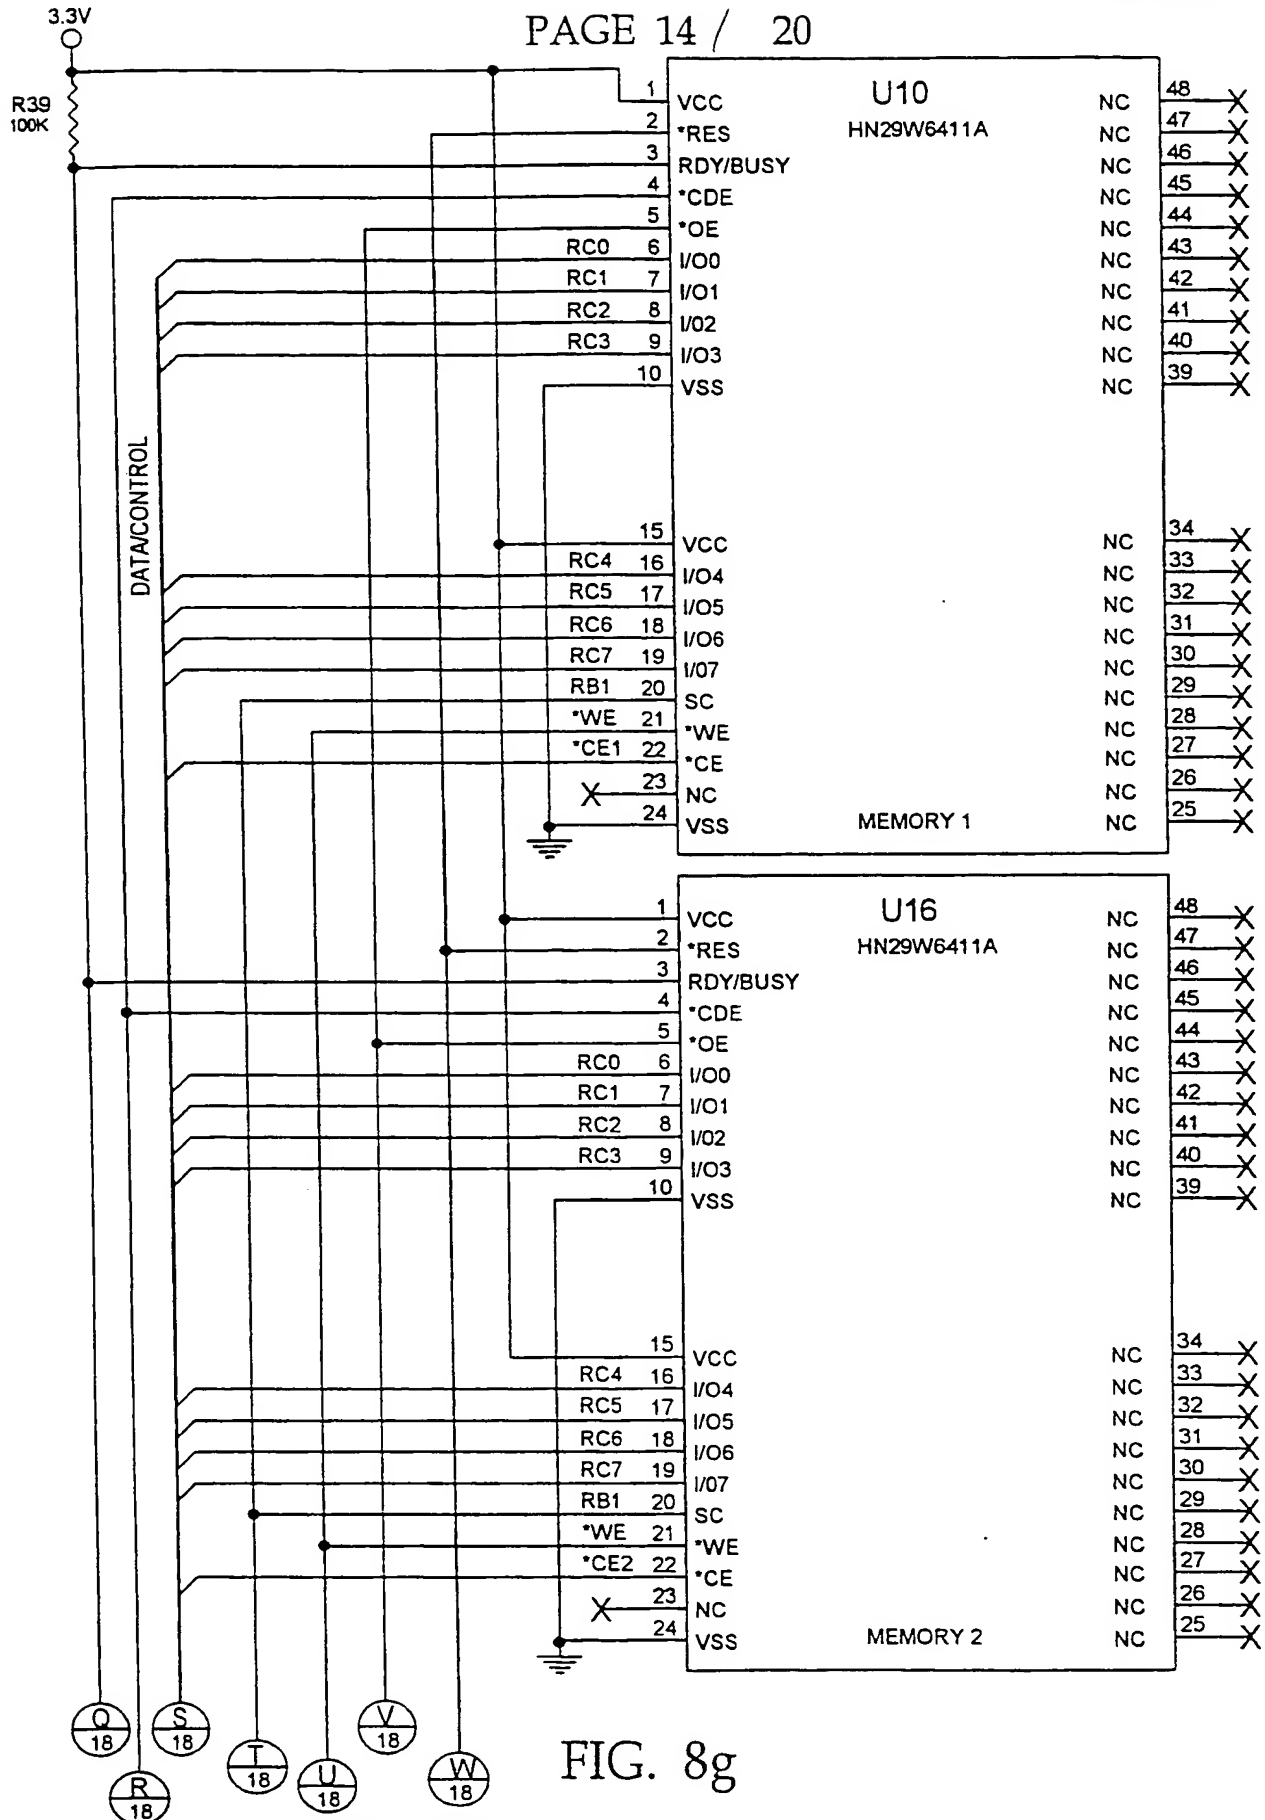 PAGE 14 / 20
3.3V
R39
100K
DATA/CONTROL
U10
HN29W6411A
1 VCC NC 48
2 *RES NC 47
3 RDY/BUSY NC 46
4 *CDE NC 45
5 *OE NC 44
RC0 6 I/O0 NC 43
RC1 7 I/O1 NC 42
RC2 8 I/02 NC 41
RC3 9 I/O3 NC 40
10 VSS NC 39
15 VCC NC 34
RC4 16 I/O4 NC 33
RC5 17 I/O5 NC 32
RC6 18 I/O6 NC 31
RC7 19 I/07 NC 30
RB1 20 SC NC 29
*WE 21 *WE NC 28
*CE1 22 *CE NC 27
23 NC NC 26
24 VSS MEMORY 1 NC 25
U16
HN29W6411A
1 VCC NC 48
2 *RES NC 47
3 RDY/BUSY NC 46
4 *CDE NC 45
5 *OE NC 44
RC0 6 I/O0 NC 43
RC1 7 I/O1 NC 42
RC2 8 I/02 NC 41
RC3 9 I/O3 NC 40
10 VSS NC 39
15 VCC NC 34
RC4 16 I/O4 NC 33
RC5 17 I/O5 NC 32
RC6 18 I/O6 NC 31
RC7 19 I/07 NC 30
RB1 20 SC NC 29
*WE 21 *WE NC 28
*CE2 22 *CE NC 27
23 NC NC 26
24 VSS MEMORY 2 NC 25
Q 18
R 18
S 18
T 18
U 18
V 18
W 18
FIG. 8g